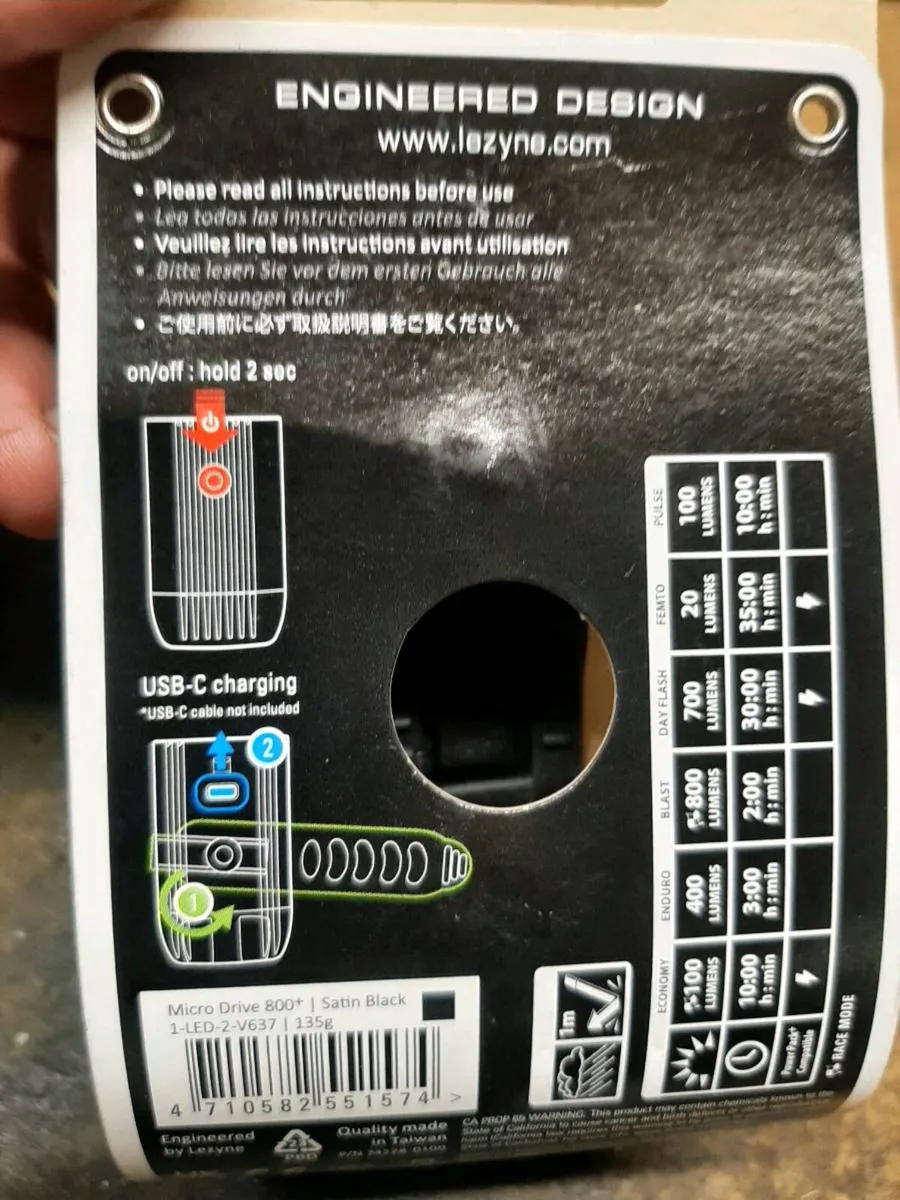 ENGINEERED DESIGN
www.lezyne.com
• Please read all instructions before use
• Lea todas las instrucciones antes de usar
• Veuillez lire les instructions avant utilisation
• Bitte lesen Sie vor dem ersten Gebrauch alle
Anweisungen durch
• ご使用前に必ず取扱説明書をご覧ください。
on/off : hold 2 sec
USB-C charging
*USB-C cable not included
2
1
PULSE
100 LUMENS
10:00 h:min
FEMTO
20 LUMENS
35:00 h:min
DAY FLASH
700 LUMENS
30:00 h:min
BLAST
800 LUMENS
2:00 h:min
ENDURO
400 LUMENS
3:00 h:min
ECONOMY
100 LUMENS
10:00 h:min
Power Pack+
Compatible
RACE MODE
1m
Micro Drive 800+ | Satin Black
1-LED-2-V637 | 135g
4 710582 551574 >
Engineered
by Lezyne
21
PBD
Quality made
in Taiwan
CA PROP 65 WARNING: This product may contain chemicals known to the
State of California to cause cancer and birth defects or other reproductive